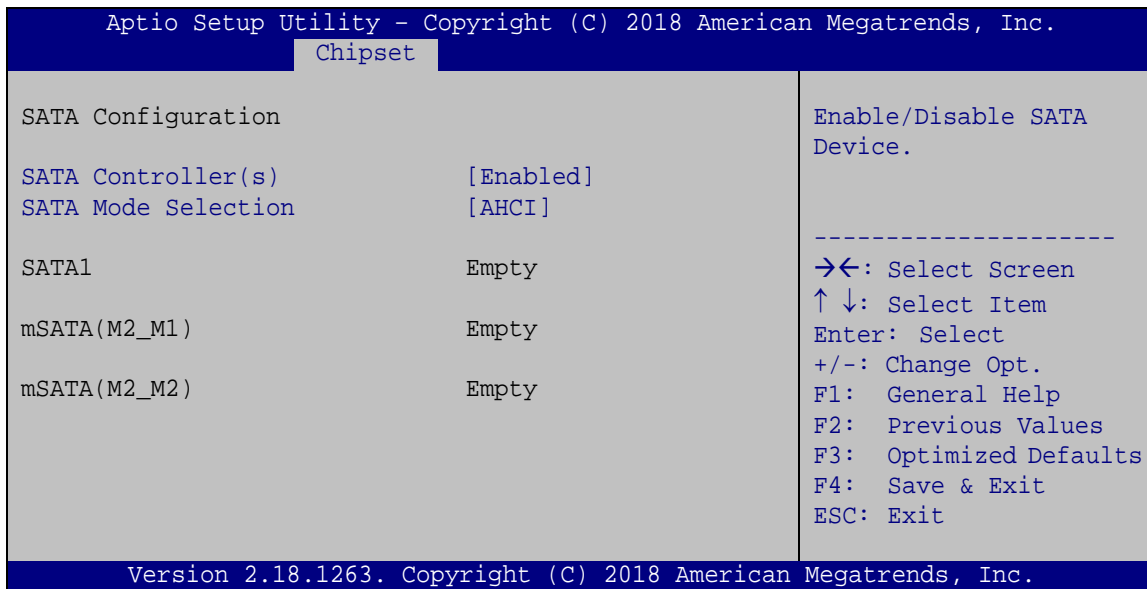 Aptio Setup Utility – Copyright (C) 2018 American Megatrends, Inc.
Chipset
SATA Configuration
SATA Controller(s) [Enabled]
SATA Mode Selection [AHCI]
SATA1 Empty
mSATA(M2_M1) Empty
mSATA(M2_M2) Empty
Enable/Disable SATA
Device.
---------------------
→←: Select Screen
↑ ↓: Select Item
Enter: Select
+/-: Change Opt.
F1: General Help
F2: Previous Values
F3: Optimized Defaults
F4: Save & Exit
ESC: Exit
Version 2.18.1263. Copyright (C) 2018 American Megatrends, Inc.